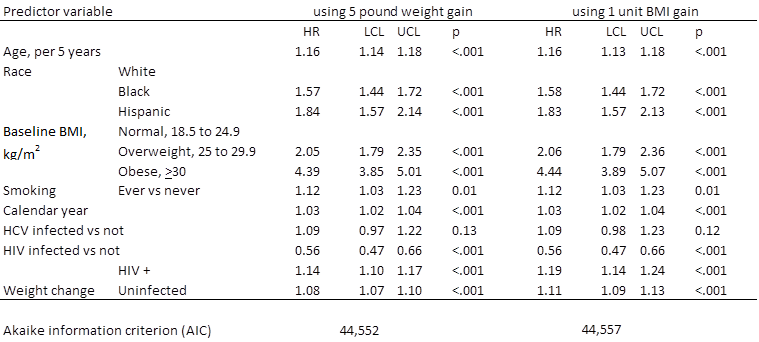 Predictor variable using 5 pound weight gain using 1 unit BMI gain
HR LCL UCL p HR LCL UCL p
Age, per 5 years 1.16 1.14 1.18 <.001 1.16 1.13 1.18 <.001
Race White
Black 1.57 1.44 1.72 <.001 1.58 1.44 1.72 <.001
Hispanic 1.84 1.57 2.14 <.001 1.83 1.57 2.13 <.001
Baseline BMI, Normal, 18.5 to 24.9
kg/m² Overweight, 25 to 29.9 2.05 1.79 2.35 <.001 2.06 1.79 2.36 <.001
Obese, ≥30 4.39 3.85 5.01 <.001 4.44 3.89 5.07 <.001
Smoking Ever vs never 1.12 1.03 1.23 0.01 1.12 1.03 1.23 0.01
Calendar year 1.03 1.02 1.04 <.001 1.03 1.02 1.04 <.001
HCV infected vs not 1.09 0.97 1.22 0.13 1.09 0.98 1.23 0.12
HIV infected vs not 0.56 0.47 0.66 <.001 0.56 0.47 0.66 <.001
HIV + 1.14 1.10 1.17 <.001 1.19 1.14 1.24 <.001
Weight change Uninfected 1.08 1.07 1.10 <.001 1.11 1.09 1.13 <.001
Akaike information criterion (AIC) 44,552 44,557